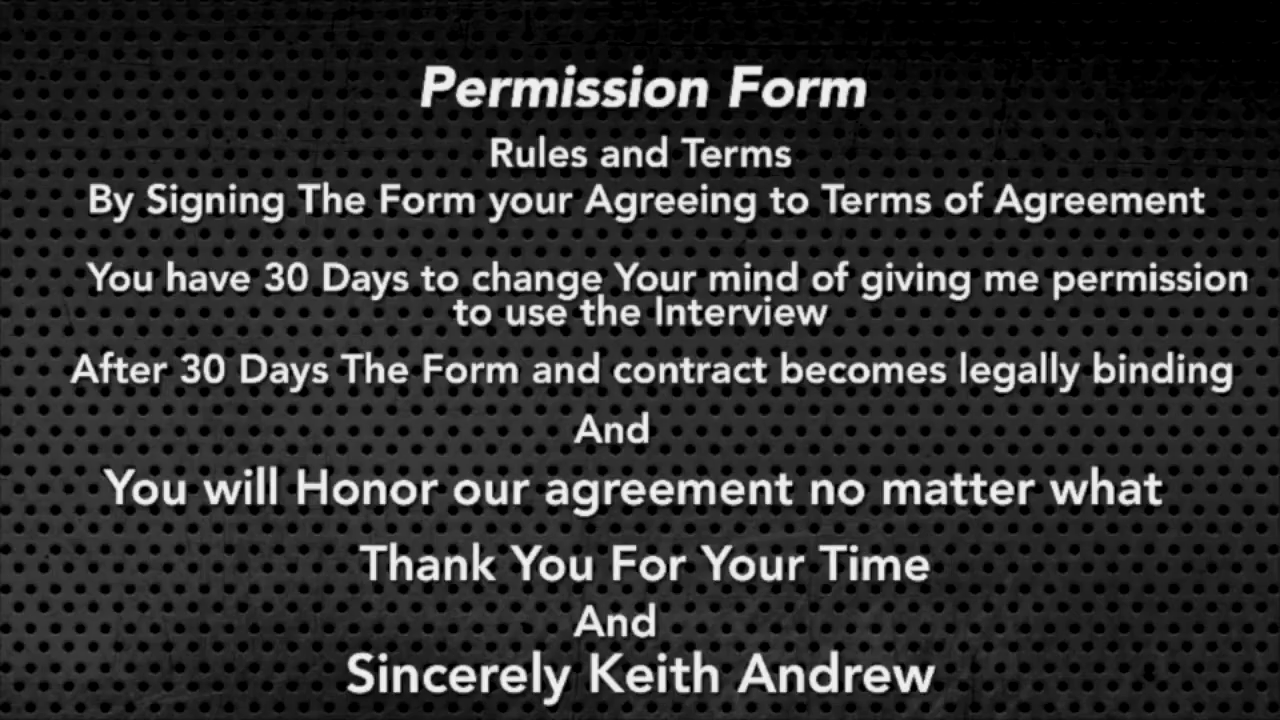 Permission Form
Rules and Terms
By Signing The Form your Agreeing to Terms of Agreement
You have 30 Days to change Your mind of giving me permission
to use the Interview
After 30 Days The Form and contract becomes legally binding
And
You will Honor our agreement no matter what
Thank You For Your Time
And
Sincerely Keith Andrew